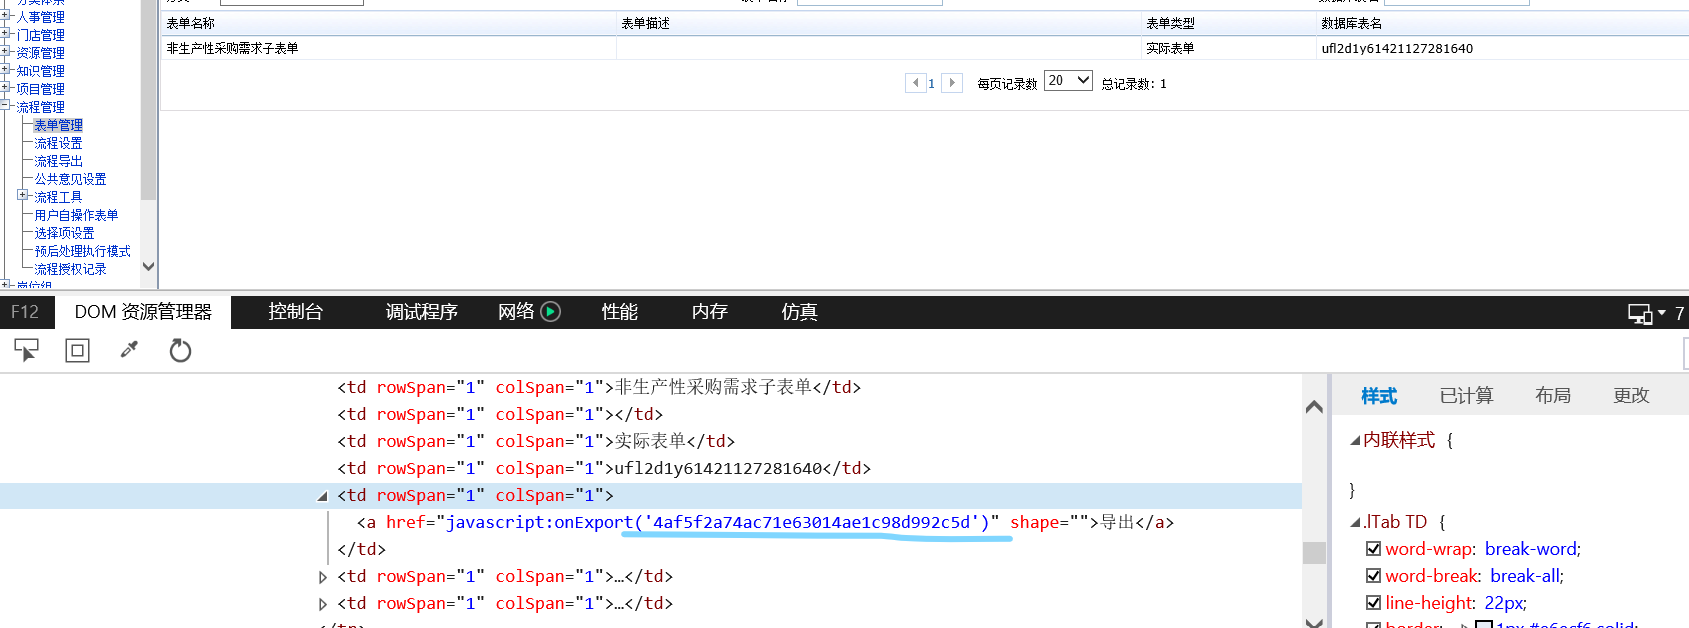 分类体系
人事管理
门店管理
资源管理
知识管理
项目管理
流程管理
表单管理
流程设置
流程导出
公共意见设置
流程工具
用户自操作表单
选择项设置
预后处理执行模式
流程授权记录
岗位组
表单名称 表单描述 表单类型 数据库表名
非生产性采购需求子表单 实际表单 ufl2d1y61421127281640
1 每页记录数 20 总记录数: 1
F12 DOM 资源管理器 控制台 调试程序 网络 性能 内存 仿真 7
<td rowSpan="1" colSpan="1">非生产性采购需求子表单</td>
<td rowSpan="1" colSpan="1"></td>
<td rowSpan="1" colSpan="1">实际表单</td>
<td rowSpan="1" colSpan="1">ufl2d1y61421127281640</td>
<td rowSpan="1" colSpan="1">
<a href="javascript:onExport('4af5f2a74ac71e63014ae1c98d992c5d')" shape="">导出</a>
</td>
<td rowSpan="1" colSpan="1">…</td>
<td rowSpan="1" colSpan="1">…</td>
样式 已计算 布局 更改
内联样式 {
}
.lTab TD {
word-wrap: break-word;
word-break: break-all;
line-height: 22px;
border: 1px #e6ecf6 solid;